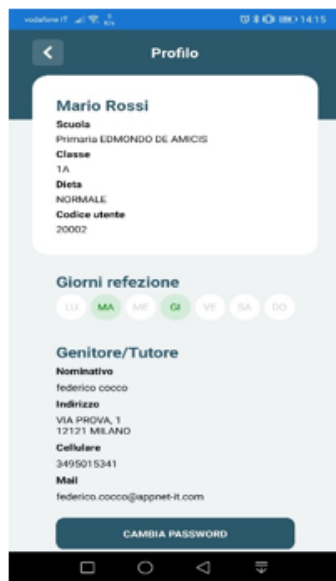 vodafone IT 14:15
Profilo
Mario Rossi
Scuola
Primaria EDMONDO DE AMICIS
Classe
1A
Dieta
NORMALE
Codice utente
20002
Giorni refezione
LU MA ME GI VE SA DO
Genitore/Tutore
Nominativo
federico cocco
Indirizzo
VIA PROVA, 1
12121 MILANO
Cellulare
3495015341
Mail
federico.cocco@appnet-it.com
CAMBIA PASSWORD